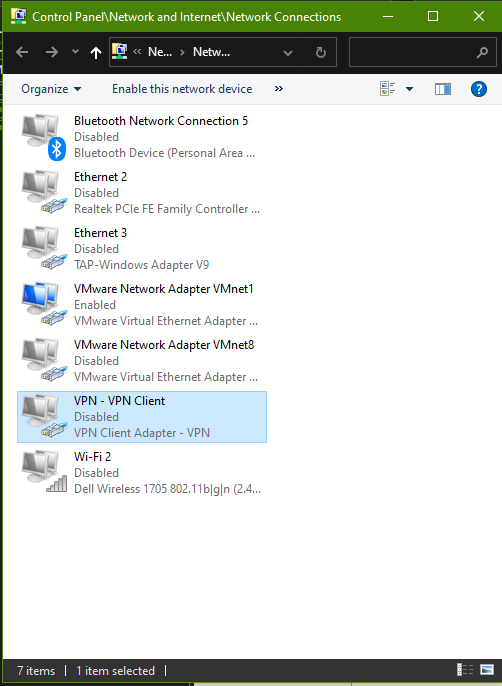 Control Panel\Network and Internet\Network Connections
Ne... Netw...
Organize Enable this network device »
Bluetooth Network Connection 5
Disabled
Bluetooth Device (Personal Area ...
Ethernet 2
Disabled
Realtek PCIe FE Family Controller ...
Ethernet 3
Disabled
TAP-Windows Adapter V9
VMware Network Adapter VMnet1
Enabled
VMware Virtual Ethernet Adapter ...
VMware Network Adapter VMnet8
Disabled
VMware Virtual Ethernet Adapter ...
VPN - VPN Client
Disabled
VPN Client Adapter - VPN
Wi-Fi 2
Disabled
Dell Wireless 1705 802.11b|g|n (2.4...
7 items 1 item selected